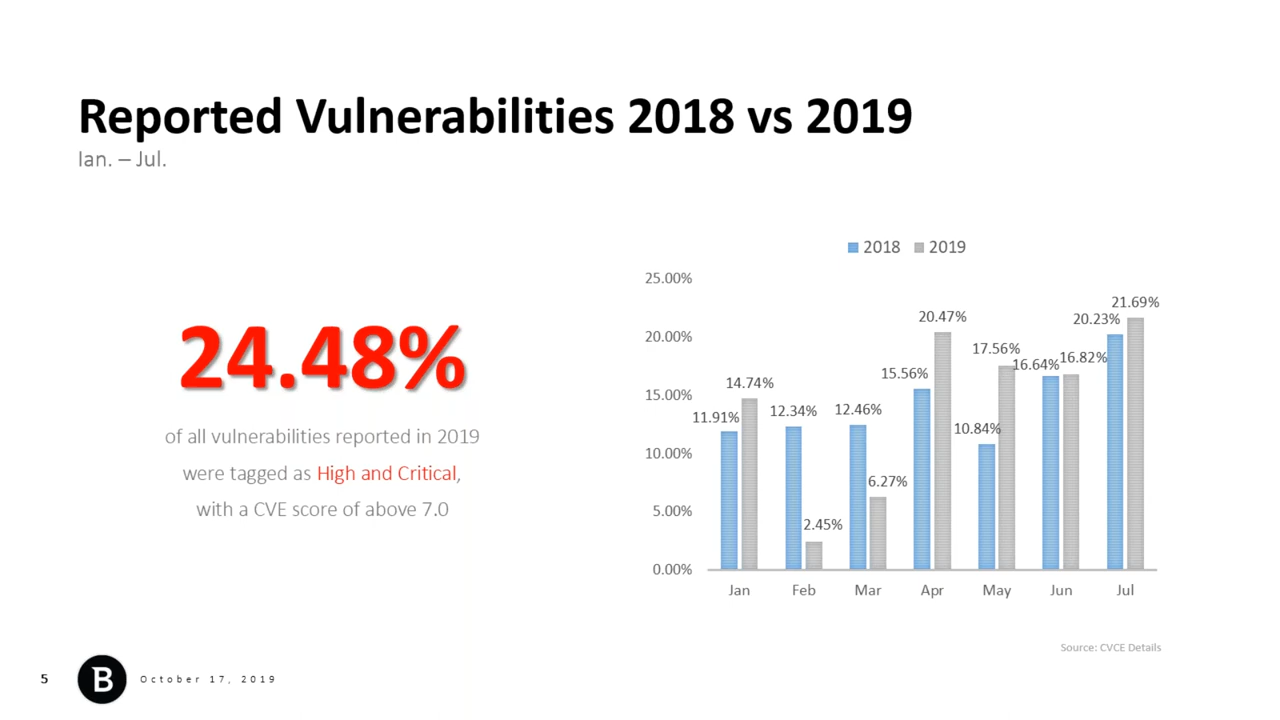 Reported Vulnerabilities 2018 vs 2019
Ian. – Jul.
24.48%
of all vulnerabilities reported in 2019
were tagged as High and Critical,
with a CVE score of above 7.0
2018 2019
25.00%
20.00%
15.00%
10.00%
5.00%
0.00%
11.91% 14.74%
12.34% 2.45%
12.46% 6.27%
15.56% 20.47%
10.84% 17.56%
16.64% 16.82%
20.23% 21.69%
Jan Feb Mar Apr May Jun Jul
Source: CVCE Details
5 B October 17, 2019